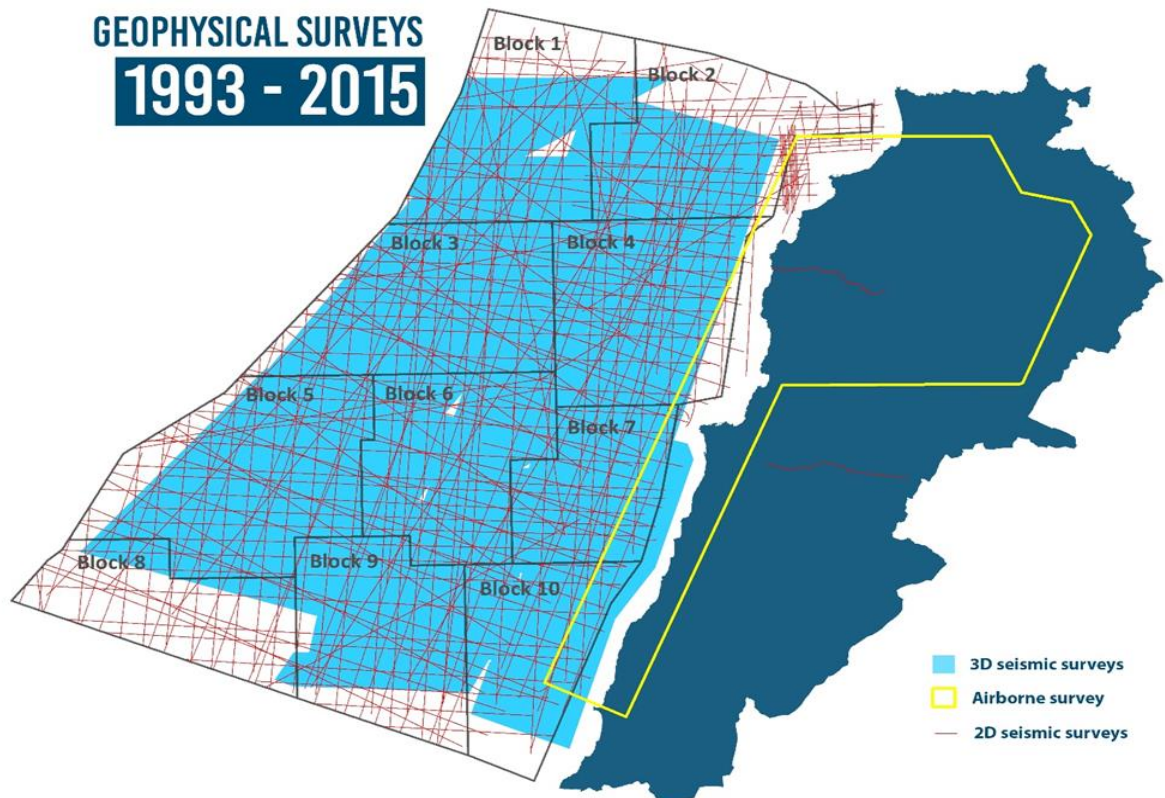 GEOPHYSICAL SURVEYS
1993 - 2015
Block 1
Block 2
Block 3
Block 4
Block 5
Block 6
Block 7
Block 8
Block 9
Block 10
3D seismic surveys
Airborne survey
2D seismic surveys